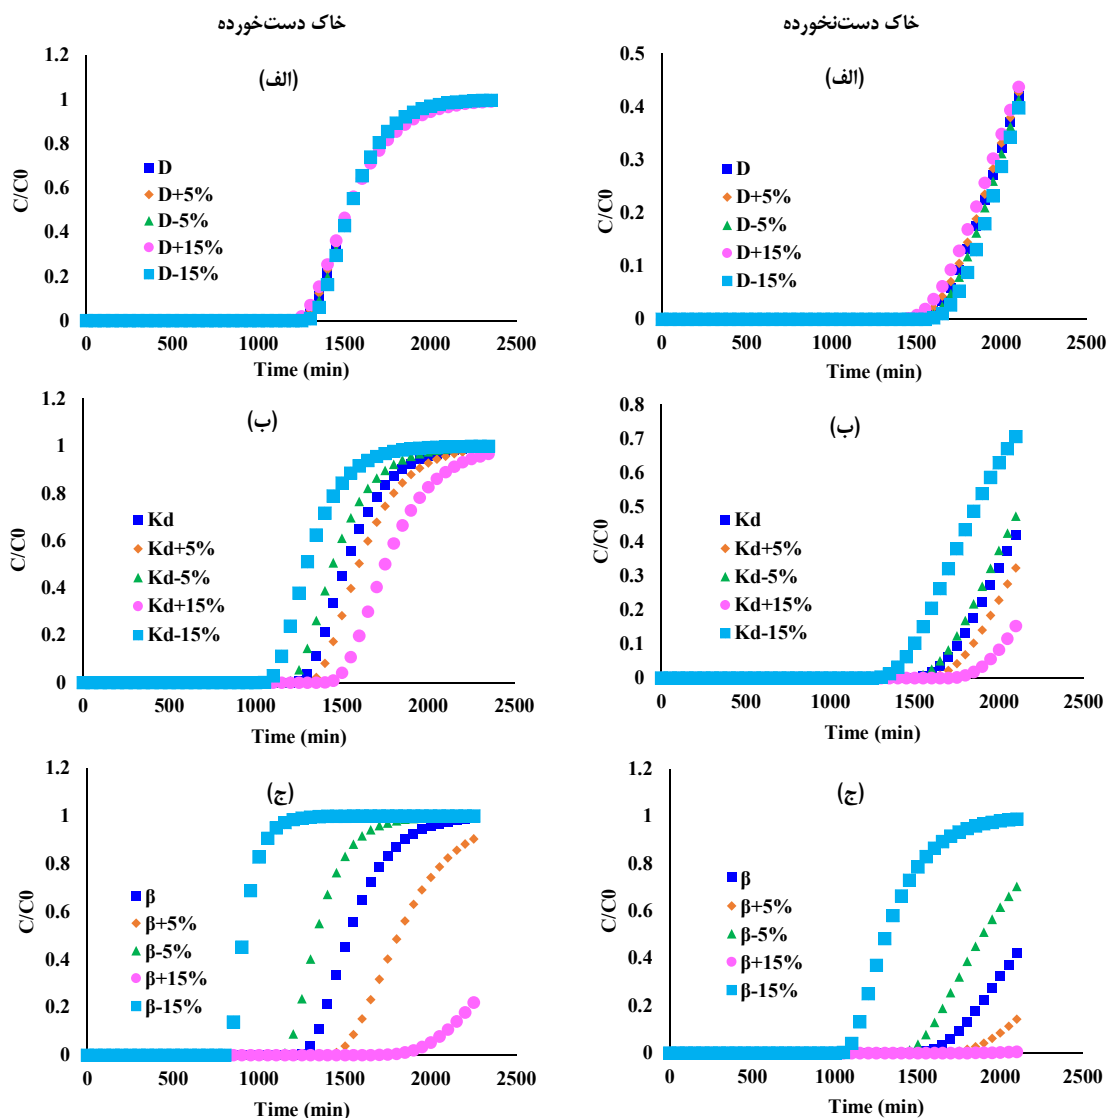 خاک دست‌خورده
خاک دست‌نخورده
(الف)
C/C0
1.2
1
0.8
0.6
0.4
0.2
0
D
D+5%
D-5%
D+15%
D-15%
0 500 1000 1500 2000 2500
Time (min)
(الف)
C/C0
0.5
0.4
0.3
0.2
0.1
0
D
D+5%
D-5%
D+15%
D-15%
0 500 1000 1500 2000 2500
Time (min)
(ب)
C/C0
1.2
1
0.8
0.6
0.4
0.2
0
Kd
Kd+5%
Kd-5%
Kd+15%
Kd-15%
0 500 1000 1500 2000 2500
Time (min)
(ب)
C/C0
0.8
0.7
0.6
0.5
0.4
0.3
0.2
0.1
0
Kd
Kd+5%
Kd-5%
Kd+15%
Kd-15%
0 500 1000 1500 2000 2500
Time (min)
(ج)
C/C0
1.2
1
0.8
0.6
0.4
0.2
0
β
β+5%
β-5%
β+15%
β-15%
0 500 1000 1500 2000 2500
Time (min)
(ج)
C/C0
1.2
1
0.8
0.6
0.4
0.2
0
β
β+5%
β-5%
β+15%
β-15%
0 500 1000 1500 2000 2500
Time (min)